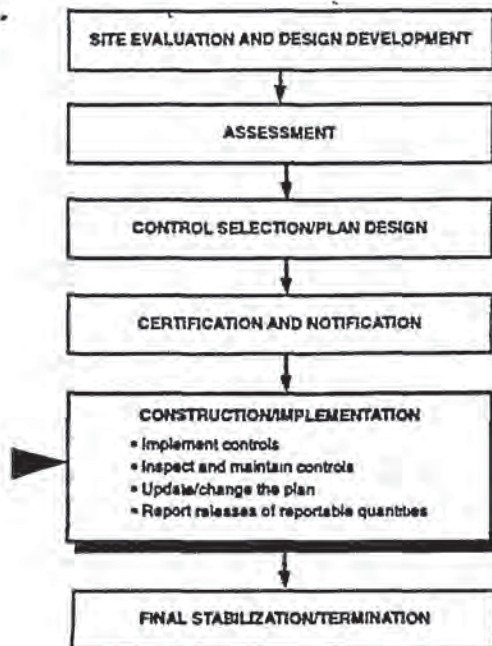 SITE EVALUATION AND DESIGN DEVELOPMENT
ASSESSMENT
CONTROL SELECTION/PLAN DESIGN
CERTIFICATION AND NOTIFICATION
CONSTRUCTION/IMPLEMENTATION
• Implement controls
• Inspect and maintain controls
• Update/change the plan
• Report releases of reportable quantities
FINAL STABILIZATION/TERMINATION